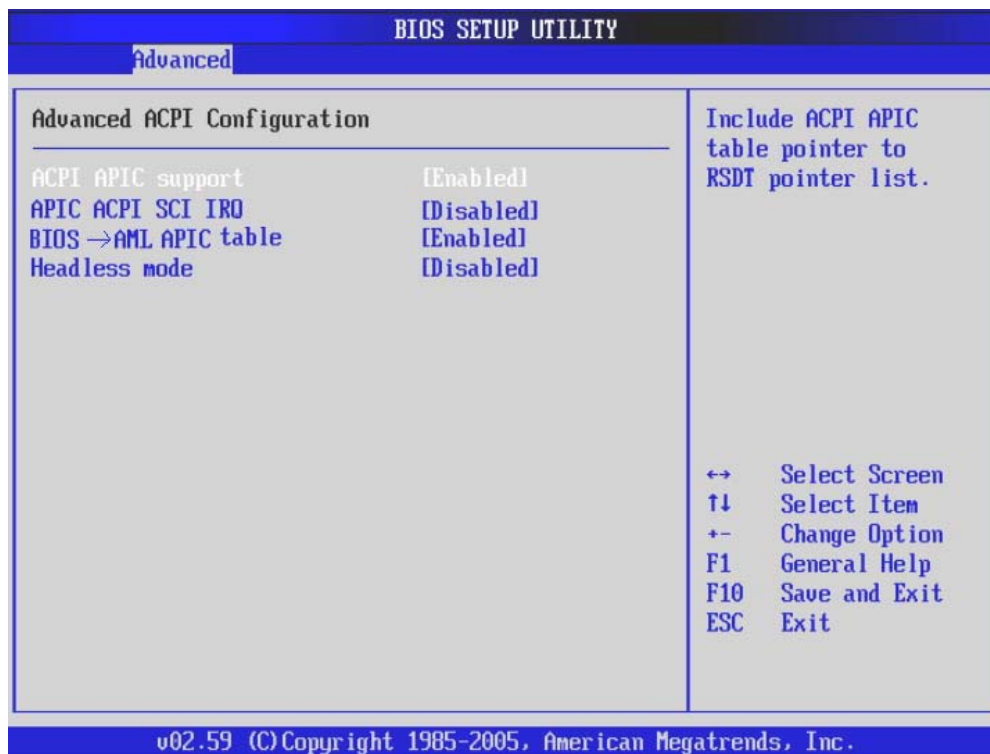 BIOS SETUP UTILITY
Advanced
Advanced ACPI Configuration
ACPI APIC support [Enabled]
APIC ACPI SCI IRQ [Disabled]
BIOS →AML APIC table [Enabled]
Headless mode [Disabled]
Include ACPI APIC
table pointer to
RSDT pointer list.
←→ Select Screen
↑↓ Select Item
+- Change Option
F1 General Help
F10 Save and Exit
ESC Exit
v02.59 (C)Copyright 1985-2005, American Megatrends, Inc.